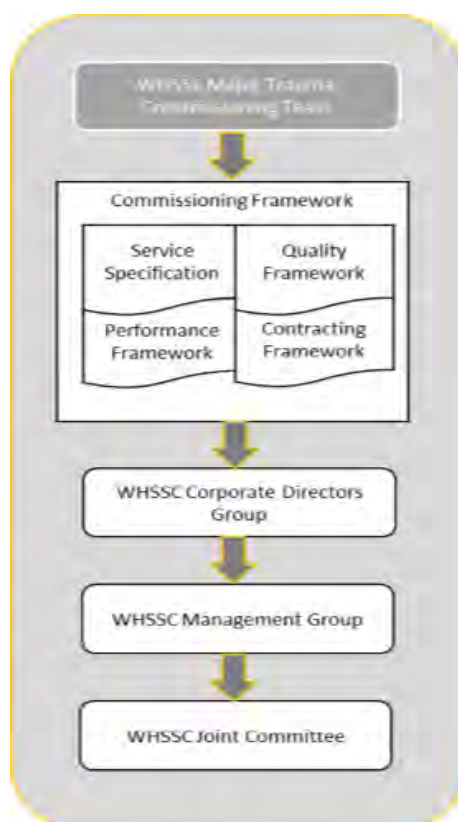 WHSSC Major Trauma
Commissioning Team
Commissioning Framework
Service
Specification
Quality
Framework
Performance
Framework
Contracting
Framework
WHSSC Corporate Directors
Group
WHSSC Management Group
WHSSC Joint Committee